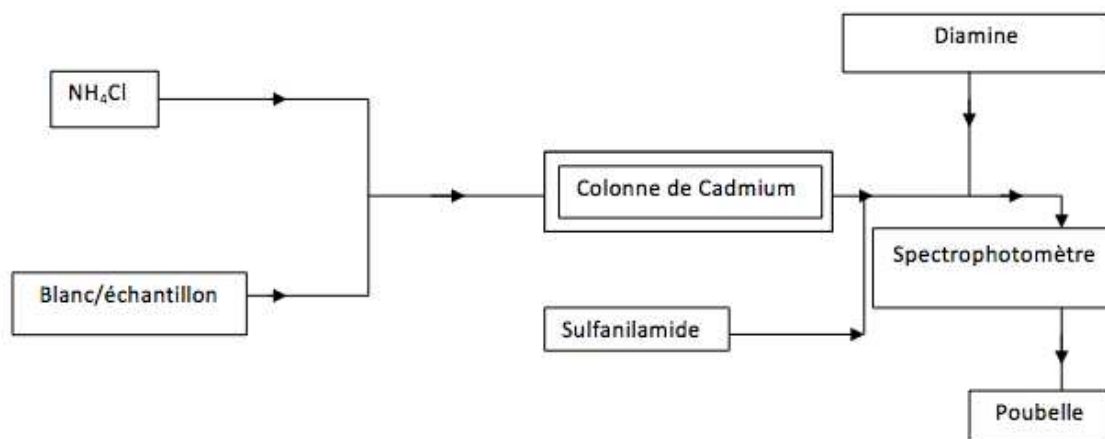 Diamine
NH₄Cl
Colonne de Cadmium
Spectrophotomètre
Blanc/échantillon
Sulfanilamide
Poubelle